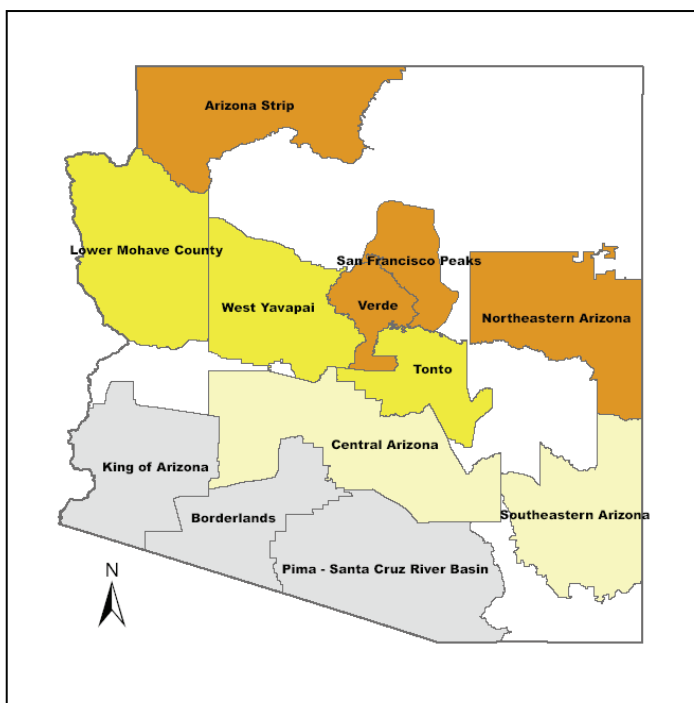 Arizona Strip
Lower Mohave County
San Francisco Peaks
West Yavapai
Verde
Northeastern Arizona
Tonto
Central Arizona
King of Arizona
Southeastern Arizona
Borderlands
Pima - Santa Cruz River Basin
N